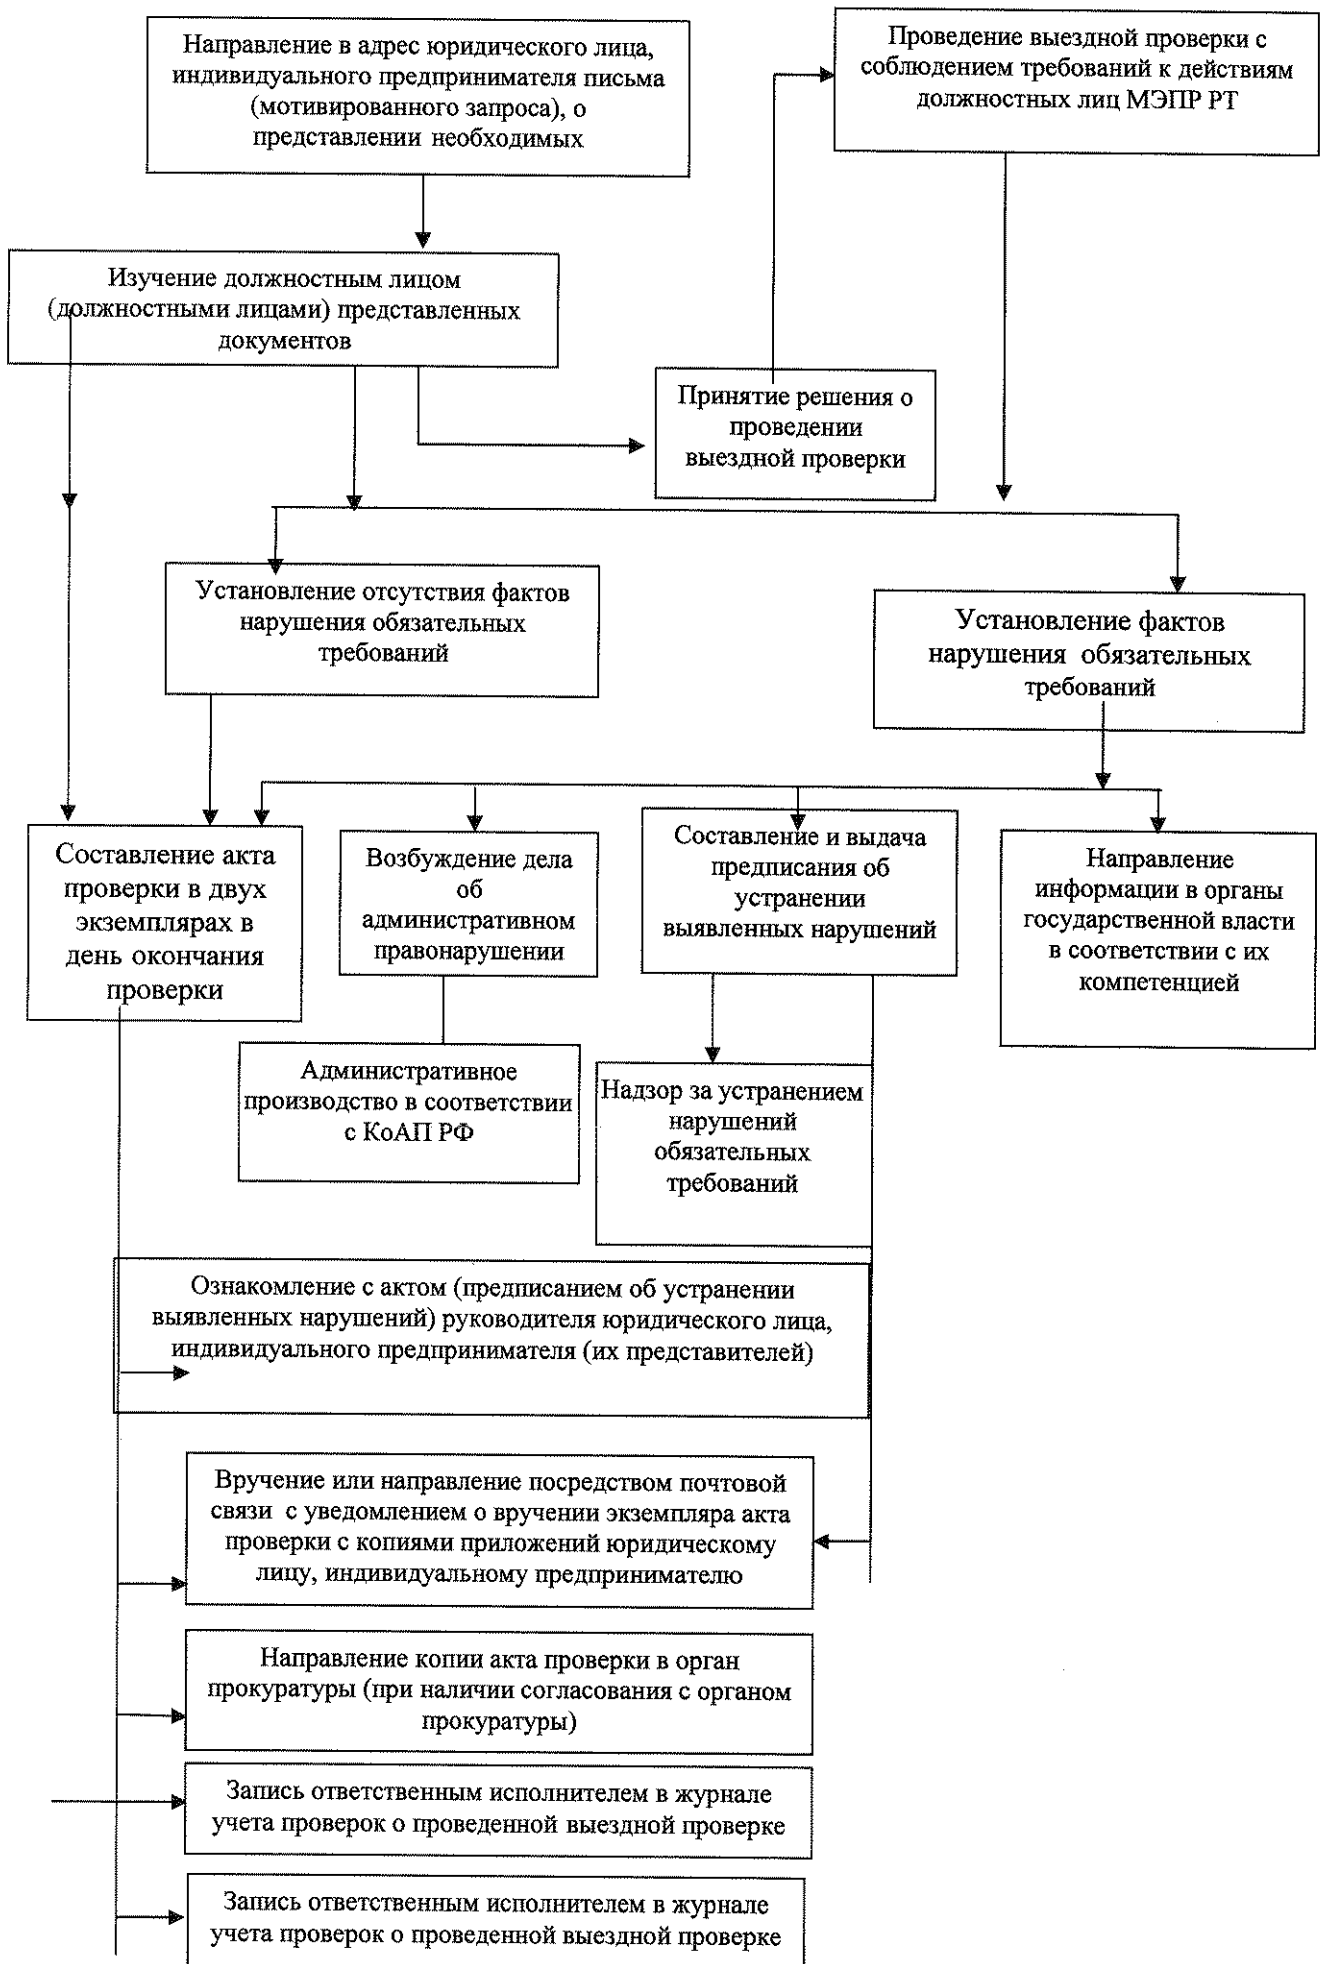 Направление в адрес юридического лица,
индивидуального предпринимателя письма
(мотивированного запроса), о
представлении необходимых
Проведение выездной проверки с
соблюдением требований к действиям
должностных лиц МЭПР РТ
Изучение должностным лицом
(должностными лицами) представленных
документов
Принятие решения о
проведении
выездной проверки
Установление отсутствия фактов
нарушения обязательных
требований
Установление фактов
нарушения обязательных
требований
Составление акта
проверки в двух
экземплярах в
день окончания
проверки
Возбуждение дела
об
административном
правонарушении
Составление и выдача
предписания об
устранении
выявленных нарушений
Направление
информации в органы
государственной власти
в соответствии с их
компетенцией
Административное
производство в соответствии
с КоАП РФ
Надзор за устранением
нарушений
обязательных
требований
Ознакомление с актом (предписанием об устранении
выявленных нарушений) руководителя юридического лица,
индивидуального предпринимателя (их представителей)
Вручение или направление посредством почтовой
связи с уведомлением о вручении экземпляра акта
проверки с копиями приложений юридическому
лицу, индивидуальному предпринимателю
Направление копии акта проверки в орган
прокуратуры (при наличии согласования с органом
прокуратуры)
Запись ответственным исполнителем в журнале
учета проверок о проведенной выездной проверке
Запись ответственным исполнителем в журнале
учета проверок о проведенной выездной проверке